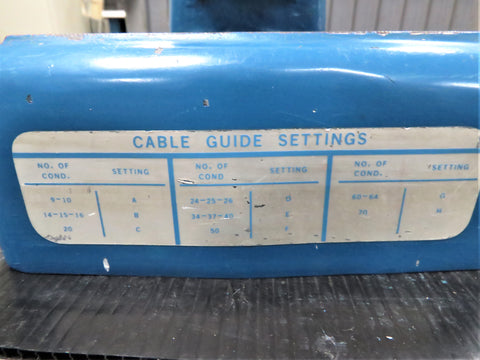 CABLE GUIDE SETTINGS
NO. OF COND. SETTING NO. OF COND SETTING NO. OF COND. SETTING
9-10 A 24-25-26 D 60-64 G
14-15-16 B 34-37-40 E 70 H
20 C 50 F